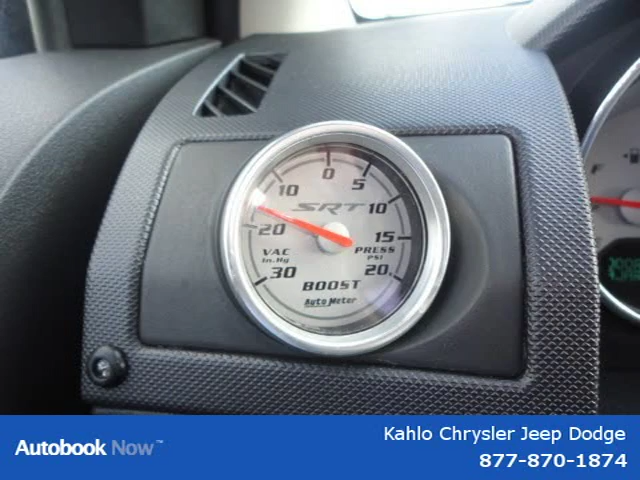 0
10 5
SRT 10
20 15
VAC PRESS
In.Hg PSI
30 20
BOOST
Auto Meter
Autobook Now™
Kahlo Chrysler Jeep Dodge
877-870-1874